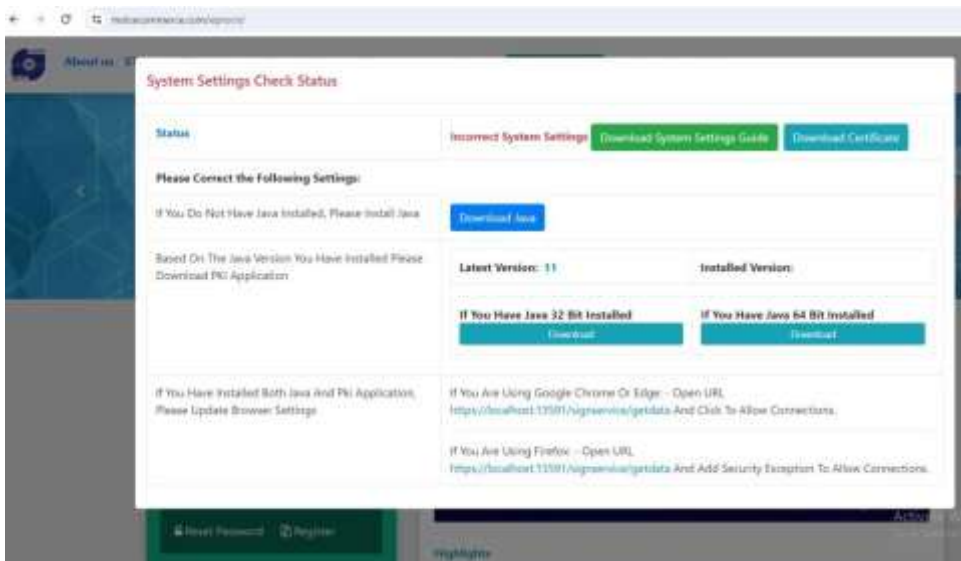 About us
System Settings Check Status
Status
Incorrect System Settings
Download System Settings Guide
Download Certificate
Please Correct the Following Settings:
If You Do Not Have Java Installed, Please Install Java
Download Java
Based On The Java Version You Have Installed Please
Download PKI Application
Latest Version: 11
Installed Version:
If You Have Java 32 Bit Installed
Download
If You Have Java 64 Bit Installed
Download
If You Have Installed Both Java And Pki Application,
Please Update Browser Settings
If You Are Using Google Chrome Or Edge - Open URL
https://localhost:13591/signservice/getdata And Click To Allow Connections.
If You Are Using Firefox - Open URL
https://localhost:13591/signservice/getdata And Add Security Exception To Allow Connections.
Reset Password
Register
Highlights